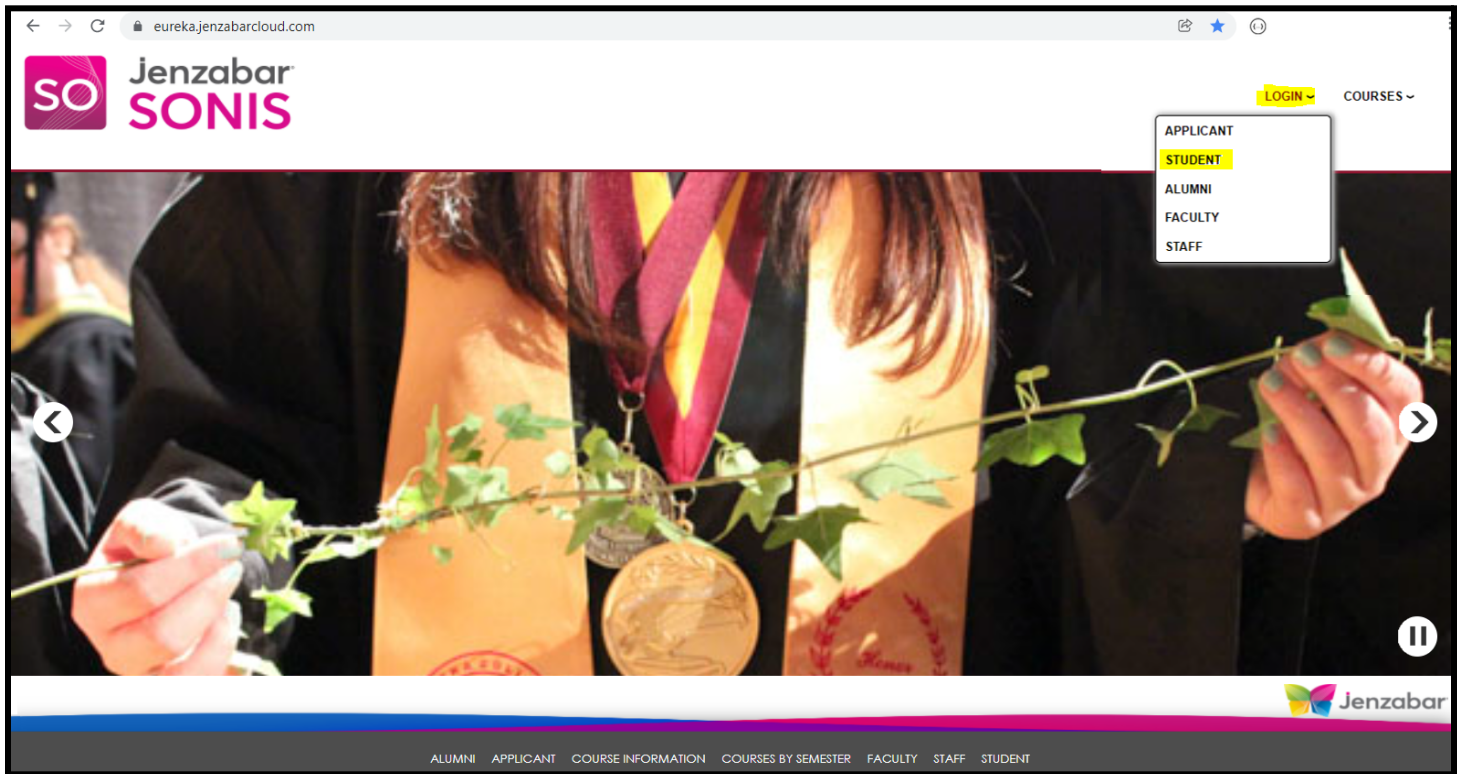 eureka.jenzabarcloud.com
SO
Jenzabar
SONIS
LOGIN
COURSES
APPLICANT
STUDENT
ALUMNI
FACULTY
STAFF
Honor
Jenzabar
ALUMNI APPLICANT COURSE INFORMATION COURSES BY SEMESTER FACULTY STAFF STUDENT